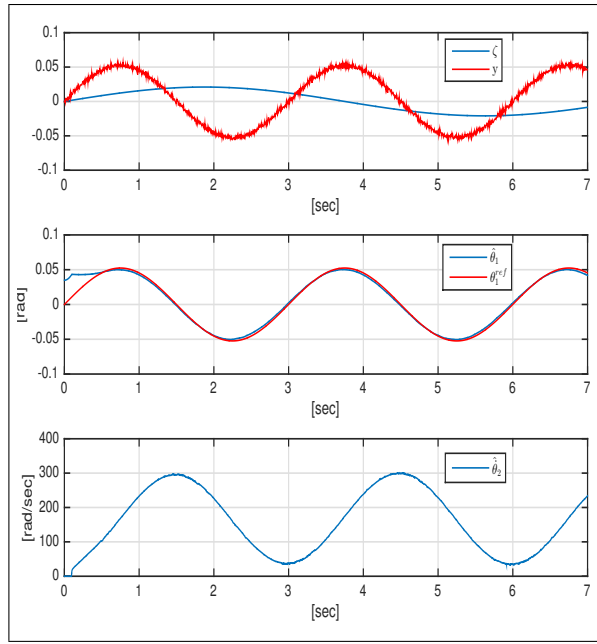 0.1
0.05
0
-0.05
-0.1
ζ
y
0 1 2 3 4 5 6 7
[sec]
0.1
0.05
0
-0.05
-0.1
[rad]
θ̂₁
θ₁ʳᵉᶠ
0 1 2 3 4 5 6 7
[sec]
400
300
200
100
0
[rad/sec]
θ̇̂₂
0 1 2 3 4 5 6 7
[sec]